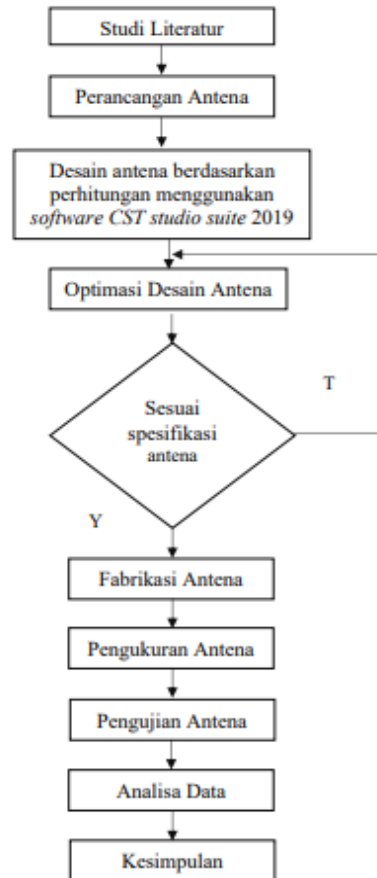 Studi Literatur
Perancangan Antena
Desain antena berdasarkan
perhitungan menggunakan
software CST studio suite 2019
Optimasi Desain Antena
T
Sesuai
spesifikasi
antena
Y
Fabrikasi Antena
Pengukuran Antena
Pengujian Antena
Analisa Data
Kesimpulan